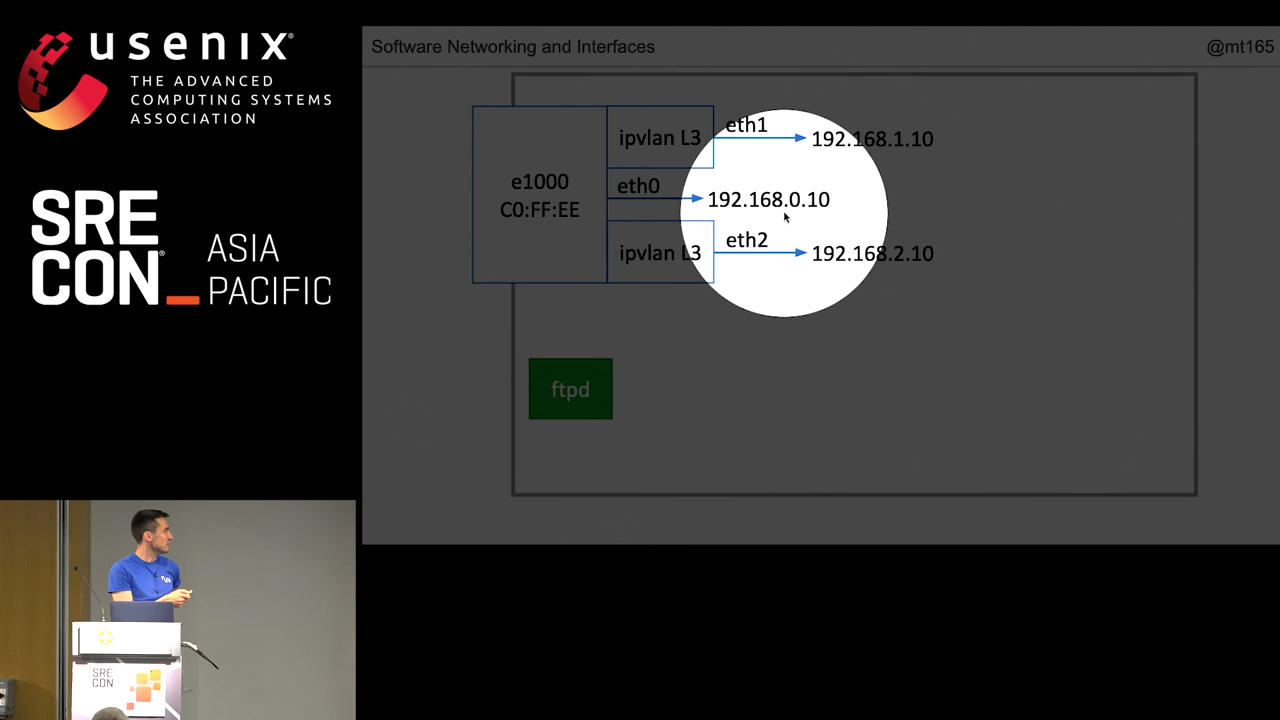 usenix
THE ADVANCED
COMPUTING SYSTEMS
ASSOCIATION
SRE
CON
ASIA
PACIFIC
Software Networking and Interfaces
@mt165
ipvlan L3
eth1
192.168.1.10
e1000
C0:FF:EE
eth0
192.168.0.10
ipvlan L3
eth2
192.168.2.10
ftpd
SRE
CON